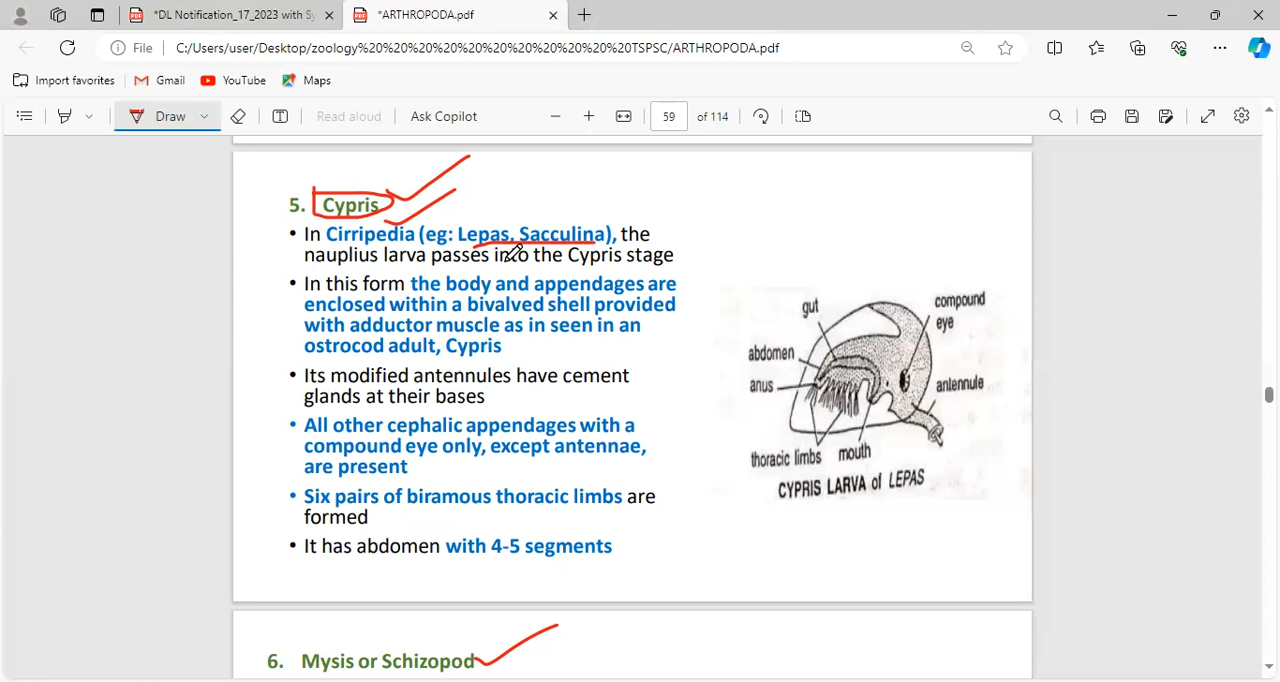 *DL Notification_17_2023 with Sy
*ARTHROPODA.pdf
File
C:/Users/user/Desktop/zoology%20%20%20%20%20%20%20%20%20%20TSPSC/ARTHROPODA.pdf
Import favorites
Gmail
YouTube
Maps
Draw
Read aloud
Ask Copilot
59
of 114
5. Cypris
• In Cirripedia (eg: Lepas, Sacculina), the
nauplius larva passes into the Cypris stage
• In this form the body and appendages are
enclosed within a bivalved shell provided
with adductor muscle as in seen in an
ostrocod adult, Cypris
• Its modified antennules have cement
glands at their bases
• All other cephalic appendages with a
compound eye only, except antennae,
are present
• Six pairs of biramous thoracic limbs are
formed
• It has abdomen with 4-5 segments
gut
compound
eye
abdomen
anus
antennule
thoracic limbs
mouth
CYPRIS LARVA of LEPAS
6. Mysis or Schizopod